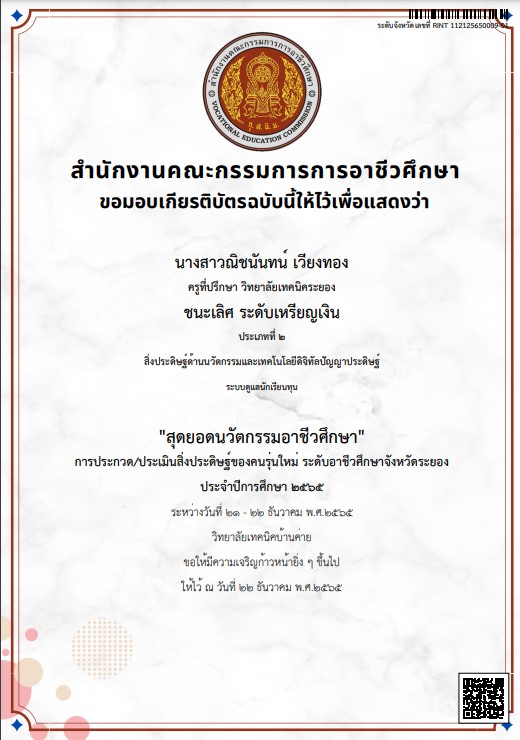 ระดับจังหวัด เลขที่ RINT 112125650009-01
สำนักงานคณะกรรมการการอาชีวศึกษา
ก.ส.ธ.ม.
VOCATIONAL EDUCATION COMMISSION
สำนักงานคณะกรรมการการอาชีวศึกษา
ขอมอบเกียรติบัตรฉบับนี้ให้ไว้เพื่อแสดงว่า
นางสาวณิชนันทน์ เวียงทอง
ครูที่ปรึกษา วิทยาลัยเทคนิคระยอง
ชนะเลิศ ระดับเหรียญเงิน
ประเภทที่ ๒
สิ่งประดิษฐ์ด้านนวัตกรรมและเทคโนโลยีดิจิทัลปัญญาประดิษฐ์
ระบบดูแลนักเรียนทุน
"สุดยอดนวัตกรรมอาชีวศึกษา"
การประกวด/ประเมินสิ่งประดิษฐ์ของคนรุ่นใหม่ ระดับอาชีวศึกษาจังหวัดระยอง
ประจำปีการศึกษา ๒๕๖๕
ระหว่างวันที่ ๒๑ - ๒๒ ธันวาคม พ.ศ.๒๕๖๕
วิทยาลัยเทคนิคบ้านค่าย
ขอให้มีความเจริญก้าวหน้ายิ่ง ๆ ขึ้นไป
ให้ไว้ ณ วันที่ ๒๒ ธันวาคม พ.ศ.๒๕๖๕